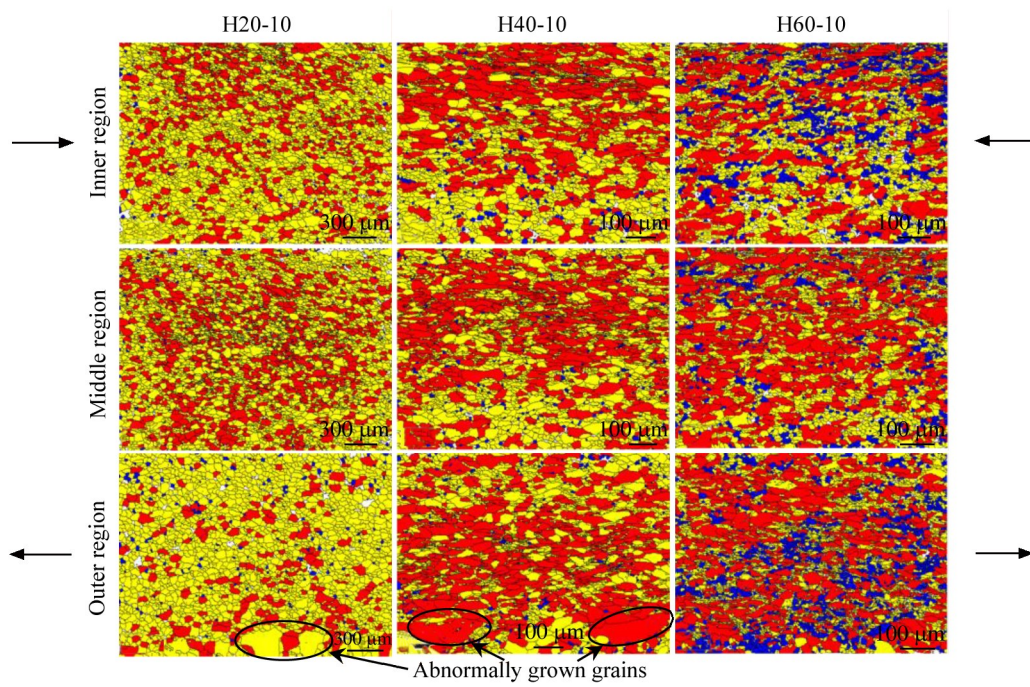 H20-10 H40-10 H60-10
Inner region
300 μm 100 μm 100 μm
Middle region
300 μm 100 μm 100 μm
Outer region
300 μm 100 μm 100 μm
Abnormally grown grains